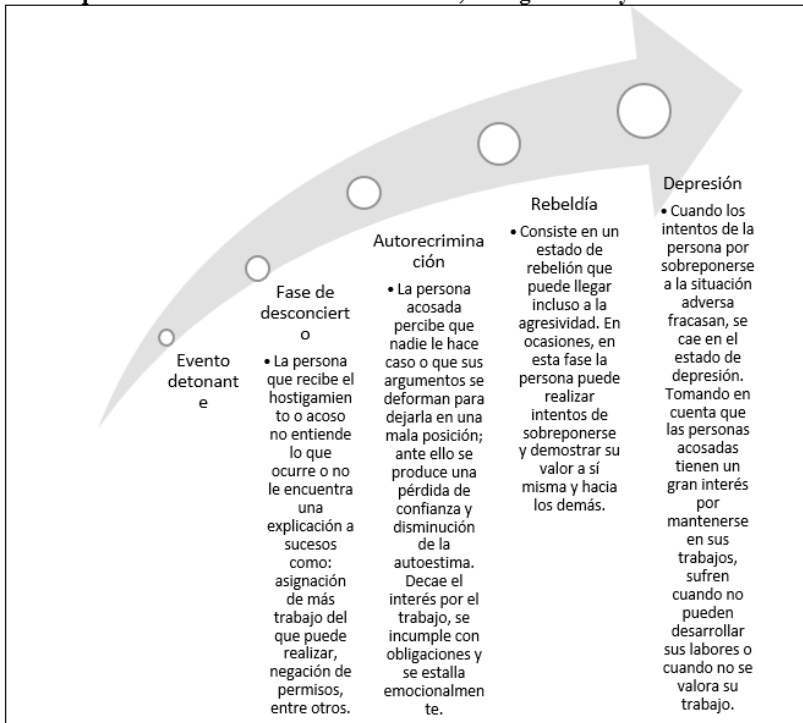 Evento
detonant
e
Fase de
desconciert
o
• La persona
que recibe el
hostigamien
to o acoso
no entiende
lo que
ocurre o no
le encuentra
una
explicación a
sucesos
como:
asignación
de más
trabajo del
que puede
realizar,
negación de
permisos,
entre otros.
Autorecrimina
ción
• La persona
acosada
percibe que
nadie le hace
caso o que sus
argumentos se
deforman para
dejarla en una
mala posición;
ante ello se
produce una
pérdida de
confianza y
disminución
de la
autoestima.
Decae el
interés por el
trabajo, se
incumple con
obligaciones y
se estalla
emocionalmen
te.
Rebeldía
• Consiste en un
estado de
rebelión que
puede llegar
incluso a la
agresividad. En
ocasiones, en
esta fase la
persona puede
realizar
intentos de
sobreponerse
y demostrar su
valor a sí
misma y hacia
los demás.
Depresión
• Cuando los
intentos de la
persona por
sobreponerse
a la situación
adversa
fracasan, se
cae en el
estado de
depresión.
Tomando en
cuenta que
las personas
acosadas
tienen un
gran interés
por
mantenerse
en sus
trabajos,
sufren
cuando no
pueden
desarrollar
sus labores o
cuando no se
valora su
trabajo.